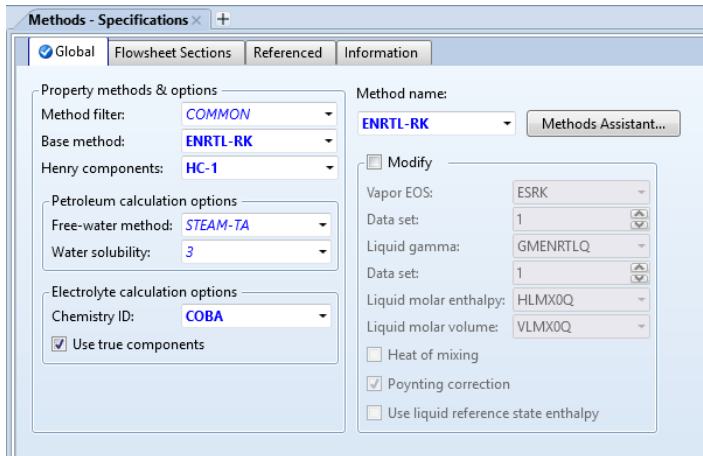 Methods - Specifications × +
Global Flowsheet Sections Referenced Information
Property methods & options
Method filter: COMMON
Base method: ENRTL-RK
Henry components: HC-1
Petroleum calculation options
Free-water method: STEAM-TA
Water solubility: 3
Electrolyte calculation options
Chemistry ID: COBA
Use true components
Method name:
ENRTL-RK Methods Assistant...
Modify
Vapor EOS: ESRK
Data set: 1
Liquid gamma: GMENRTLQ
Data set: 1
Liquid molar enthalpy: HLMX0Q
Liquid molar volume: VLMX0Q
Heat of mixing
Poynting correction
Use liquid reference state enthalpy